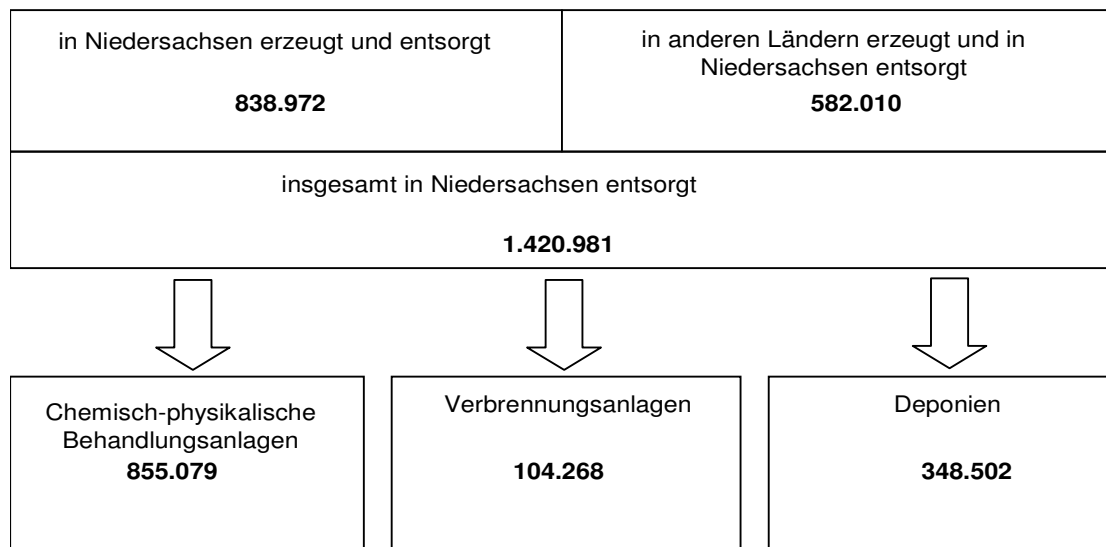 in Niedersachsen erzeugt und entsorgt
838.972
in anderen Ländern erzeugt und in
Niedersachsen entsorgt
582.010
insgesamt in Niedersachsen entsorgt
1.420.981
Chemisch-physikalische
Behandlungsanlagen
855.079
Verbrennungsanlagen
104.268
Deponien
348.502